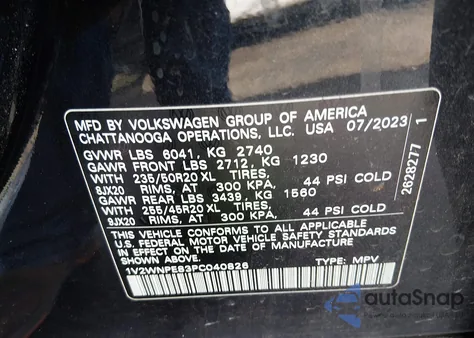 MFD BY VOLKSWAGEN GROUP OF AMERICA
CHATTANOOGA OPERATIONS, LLC. USA 07/2023
GVWR LBS 6041, KG 2740
GAWR FRONT LBS 2712, KG 1230
WITH 235/50R20 XL TIRES,
9JX20 RIMS, AT 300 KPA, 44 PSI COLD
GAWR REAR LBS 3439, KG 1560
WITH 255/45R20 XL TIRES,
9JX20 RIMS, AT 300 KPA, 44 PSI COLD
THIS VEHICLE CONFORMS TO ALL APPLICABLE
U.S. FEDERAL MOTOR VEHICLE SAFETY STANDARDS
IN EFFECT ON THE DATE OF MANUFACTURE SHOWN ABOVE
1V2WNPE83PC040826 TYPE: MPV
2628277 1
autoSnap